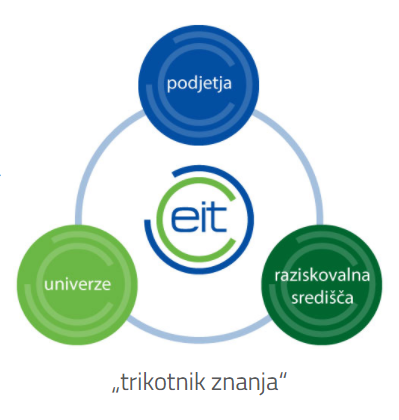 podjetja
eit
univerze
raziskovalna
središča
„trikotnik znanja“